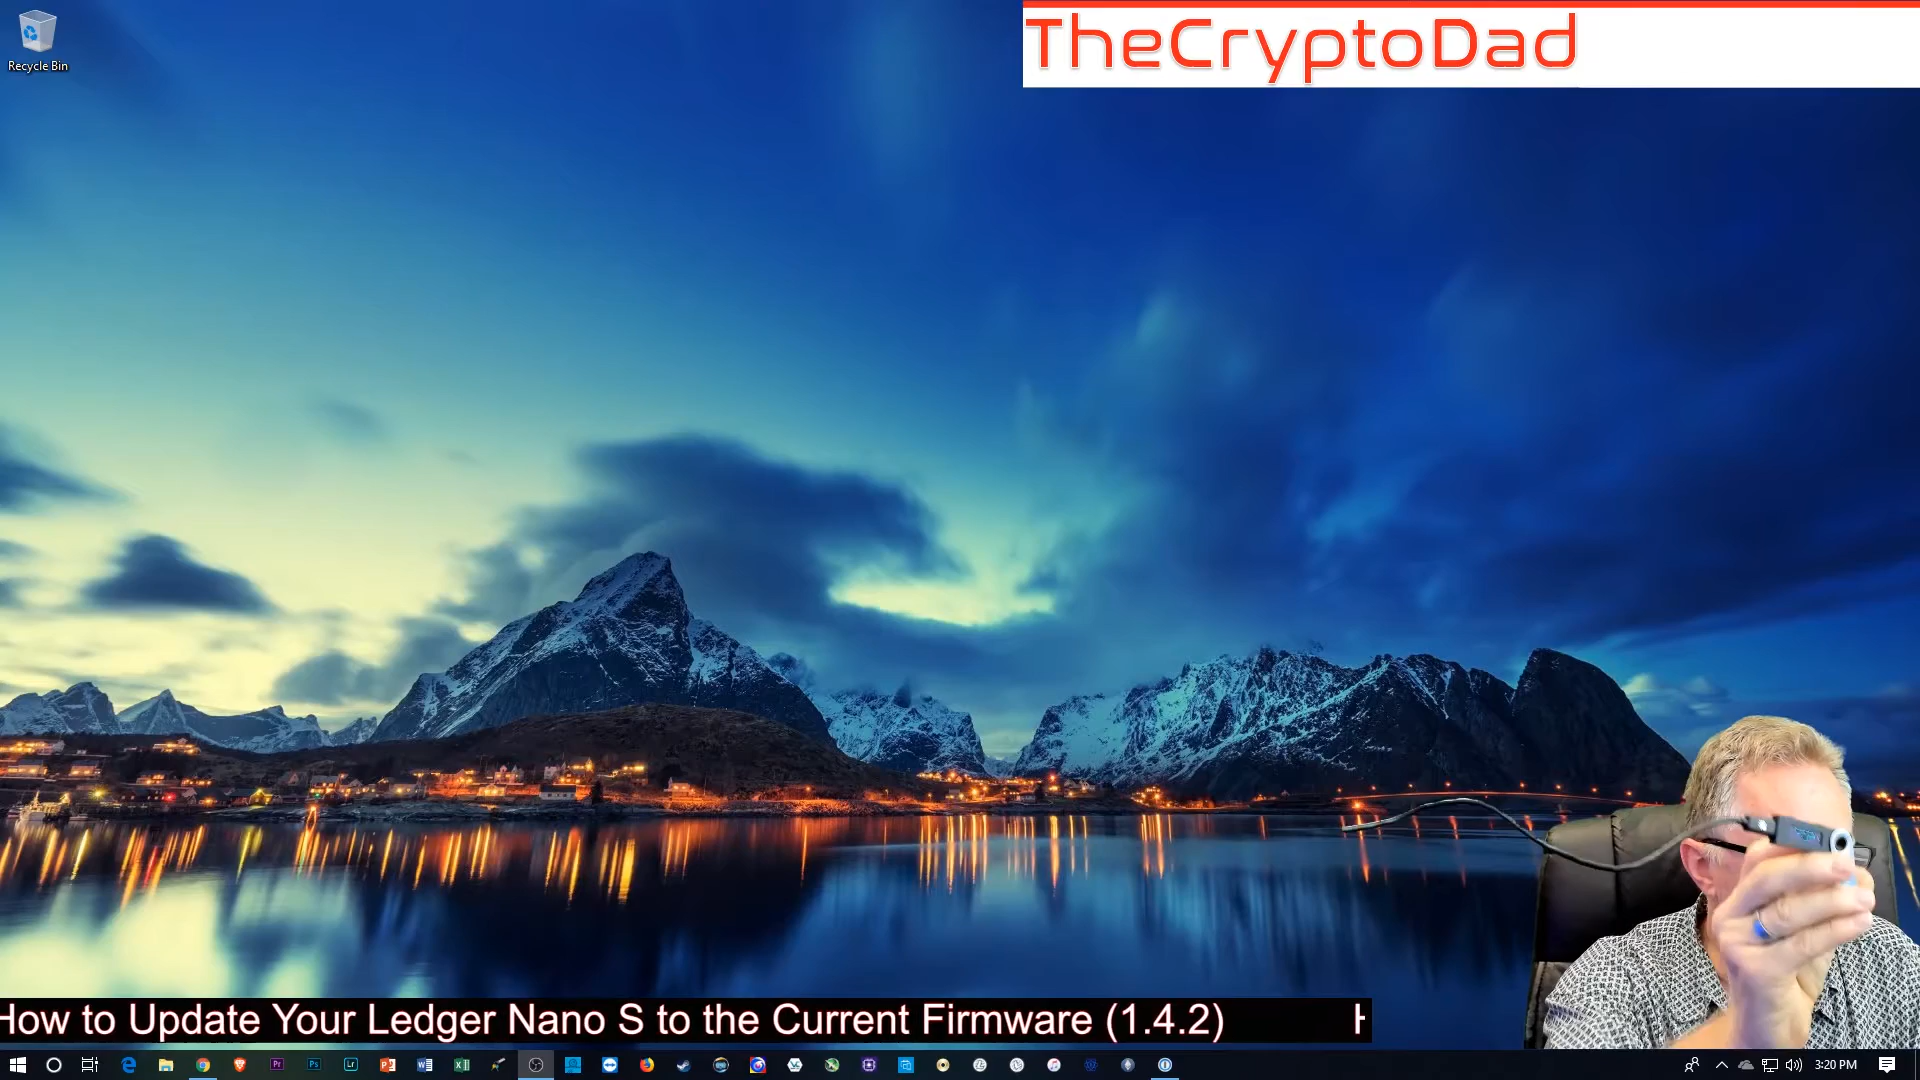 Recycle Bin
TheCryptoDad
How to Update Your Ledger Nano S to the Current Firmware (1.4.2)
3:20 PM